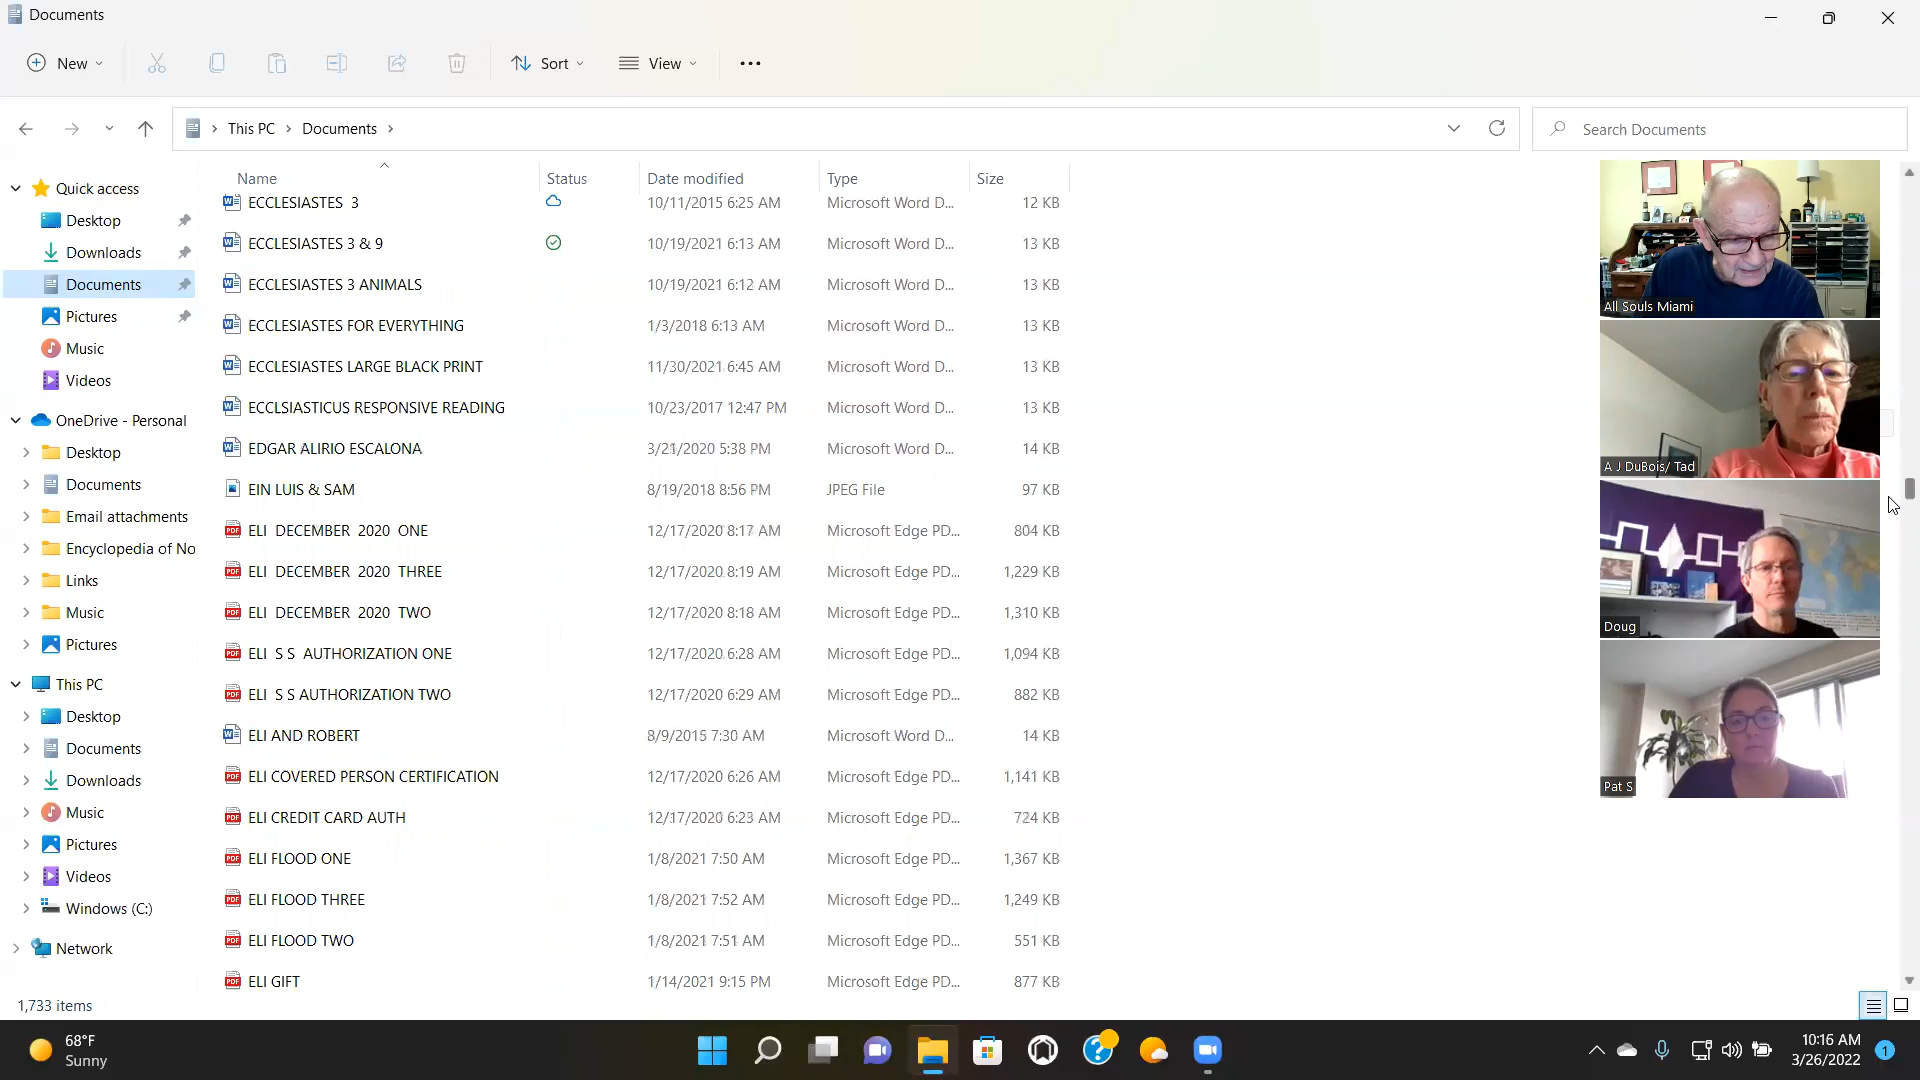 Documents
New
Sort
View
This PC > Documents >
Search Documents
Name Status Date modified Type Size
Quick access
Desktop
Downloads
Documents
Pictures
Music
Videos
OneDrive - Personal
Desktop
Documents
Email attachments
Encyclopedia of No
Links
Music
Pictures
This PC
Desktop
Documents
Downloads
Music
Pictures
Videos
Windows (C:)
Network
ECCLESIASTES 3 10/11/2015 6:25 AM Microsoft Word D... 12 KB
ECCLESIASTES 3 & 9 10/19/2021 6:13 AM Microsoft Word D... 13 KB
ECCLESIASTES 3 ANIMALS 10/19/2021 6:12 AM Microsoft Word D... 13 KB
ECCLESIASTES FOR EVERYTHING 1/3/2018 6:13 AM Microsoft Word D... 13 KB
ECCLESIASTES LARGE BLACK PRINT 11/30/2021 6:45 AM Microsoft Word D... 13 KB
ECCLSIASTICUS RESPONSIVE READING 10/23/2017 12:47 PM Microsoft Word D... 13 KB
EDGAR ALIRIO ESCALONA 3/21/2020 5:38 PM Microsoft Word D... 14 KB
EIN LUIS & SAM 8/19/2018 8:56 PM JPEG File 97 KB
ELI DECEMBER 2020 ONE 12/17/2020 8:17 AM Microsoft Edge PD... 804 KB
ELI DECEMBER 2020 THREE 12/17/2020 8:19 AM Microsoft Edge PD... 1,229 KB
ELI DECEMBER 2020 TWO 12/17/2020 8:18 AM Microsoft Edge PD... 1,310 KB
ELI S S AUTHORIZATION ONE 12/17/2020 6:28 AM Microsoft Edge PD... 1,094 KB
ELI S S AUTHORIZATION TWO 12/17/2020 6:29 AM Microsoft Edge PD... 882 KB
ELI AND ROBERT 8/9/2015 7:30 AM Microsoft Word D... 14 KB
ELI COVERED PERSON CERTIFICATION 12/17/2020 6:26 AM Microsoft Edge PD... 1,141 KB
ELI CREDIT CARD AUTH 12/17/2020 6:23 AM Microsoft Edge PD... 724 KB
ELI FLOOD ONE 1/8/2021 7:50 AM Microsoft Edge PD... 1,367 KB
ELI FLOOD THREE 1/8/2021 7:52 AM Microsoft Edge PD... 1,249 KB
ELI FLOOD TWO 1/8/2021 7:51 AM Microsoft Edge PD... 551 KB
ELI GIFT 1/14/2021 9:15 PM Microsoft Edge PD... 877 KB
All Souls Miami
A J DuBois/ Tad
Doug
Pat S
1,733 items
68°F
Sunny
10:16 AM
3/26/2022
1